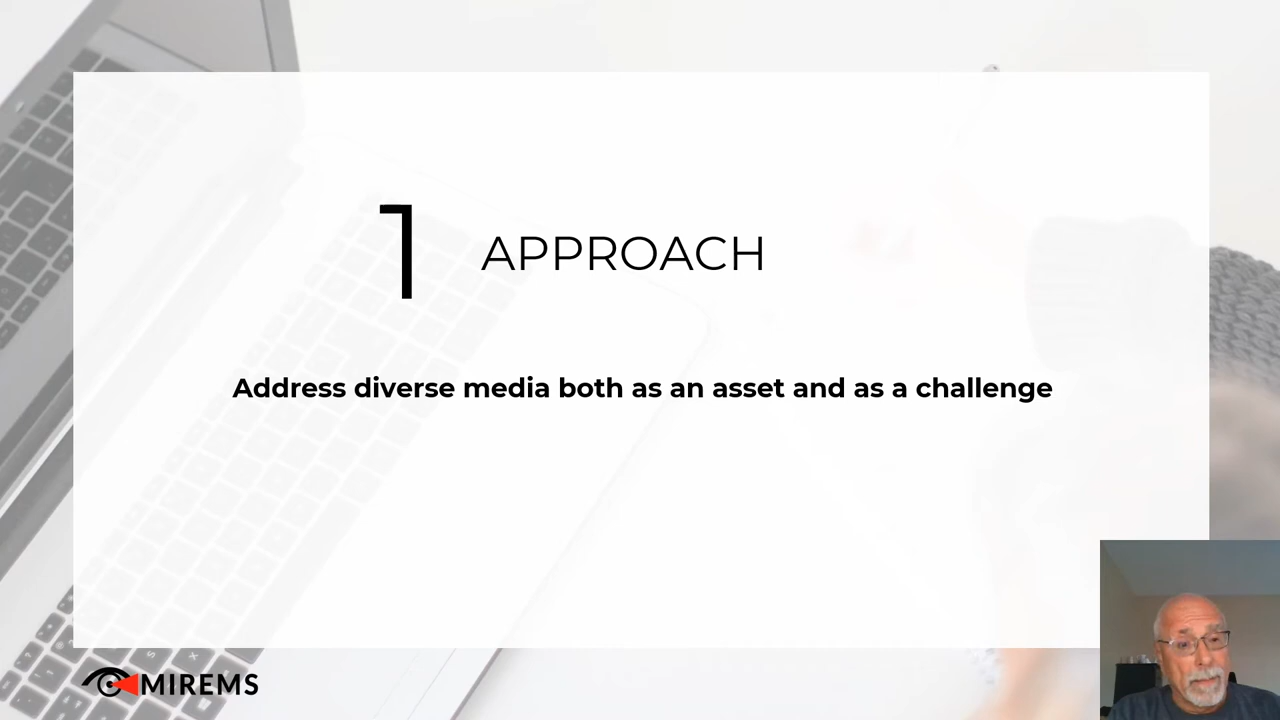 1 APPROACH
Address diverse media both as an asset and as a challenge
MIREMS